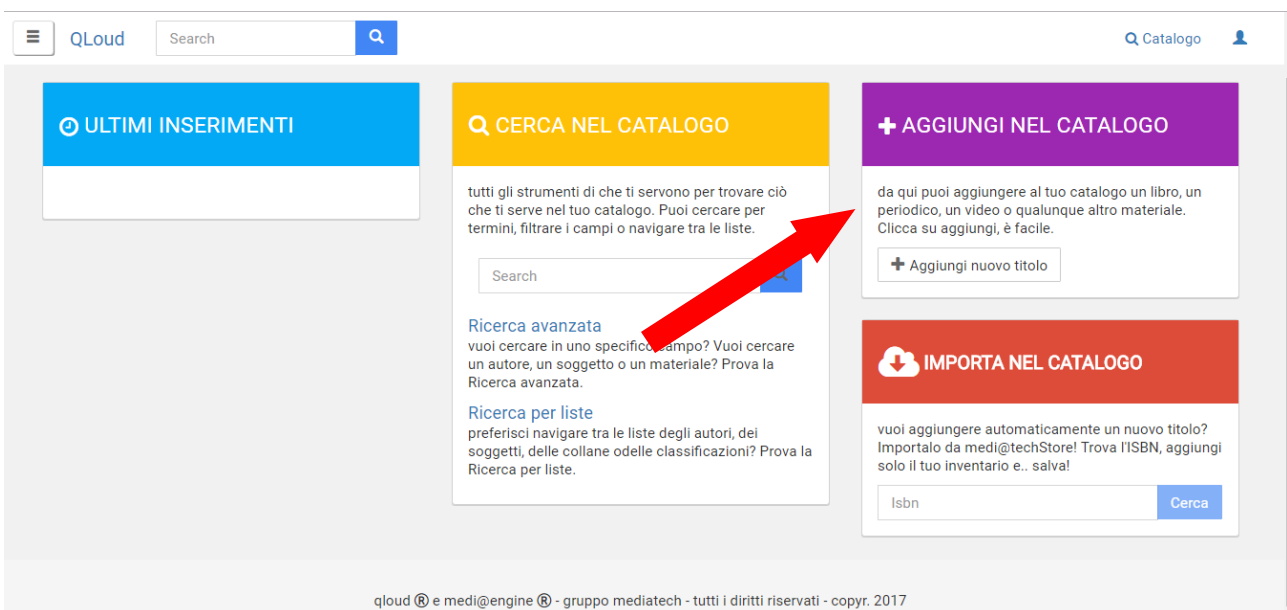 QLoud
Search
Catalogo
ULTIMI INSERIMENTI
CERCA NEL CATALOGO
tutti gli strumenti di che ti servono per trovare ciò
che ti serve nel tuo catalogo. Puoi cercare per
termini, filtrare i campi o navigare tra le liste.
Search
Ricerca avanzata
vuoi cercare in uno specifico campo? Vuoi cercare
un autore, un soggetto o un materiale? Prova la
Ricerca avanzata.
Ricerca per liste
preferisci navigare tra le liste degli autori, dei
soggetti, delle collane odelle classificazioni? Prova la
Ricerca per liste.
AGGIUNGI NEL CATALOGO
da qui puoi aggiungere al tuo catalogo un libro, un
periodico, un video o qualunque altro materiale.
Clicca su aggiungi, è facile.
Aggiungi nuovo titolo
IMPORTA NEL CATALOGO
vuoi aggiungere automaticamente un nuovo titolo?
Importalo da medi@techStore! Trova l'ISBN, aggiungi
solo il tuo inventario e.. salva!
Isbn
Cerca
qloud ® e medi@engine ® - gruppo mediatech - tutti i diritti riservati - copyr. 2017